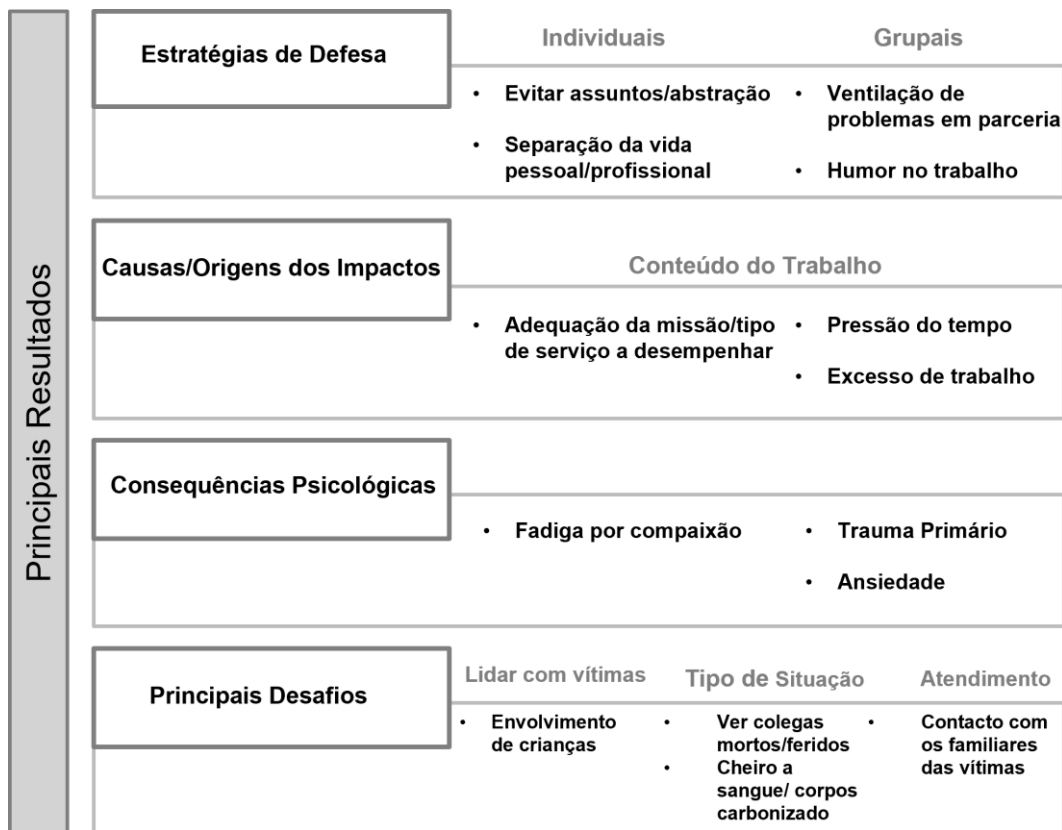 Principais Resultados
Estratégias de Defesa
Individuais
Grupais
• Evitar assuntos/abstração
• Separação da vida
pessoal/profissional
• Ventilação de
problemas em parceria
• Humor no trabalho
Causas/Origens dos Impactos
Conteúdo do Trabalho
• Adequação da missão/tipo
de serviço a desempenhar
• Pressão do tempo
• Excesso de trabalho
Consequências Psicológicas
• Fadiga por compaixão
• Trauma Primário
• Ansiedade
Principais Desafios
Lidar com vítimas
Tipo de Situação
Atendimento
• Envolvimento
de crianças
• Ver colegas
mortos/feridos
• Cheiro a
sangue/ corpos
carbonizado
• Contacto com
os familiares
das vítimas